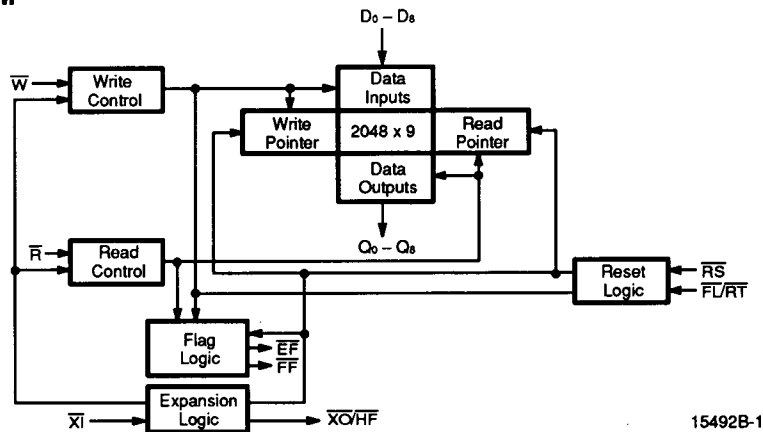 D0 – D8
W
Write
Control
Data
Inputs
Write
Pointer
2048 x 9
Read
Pointer
Data
Outputs
Q0 – Q8
R
Read
Control
Reset
Logic
RS
FL/RT
Flag
Logic
EF
FF
XI
Expansion
Logic
XO/HF
15492B-1